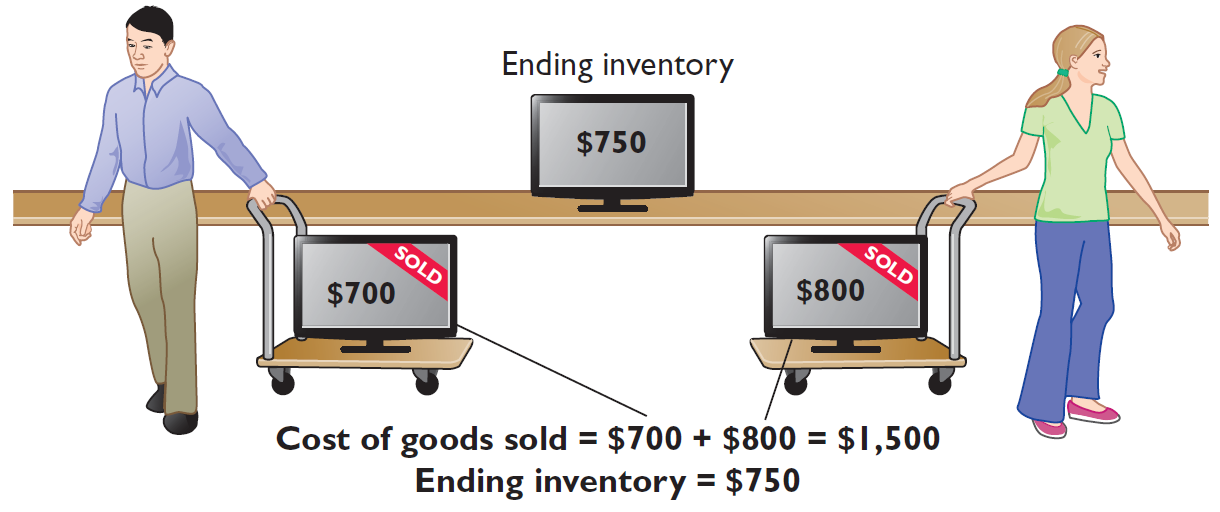 Ending inventory
$750
SOLD
$700
SOLD
$800
Cost of goods sold = $700 + $800 = $1,500
Ending inventory = $750